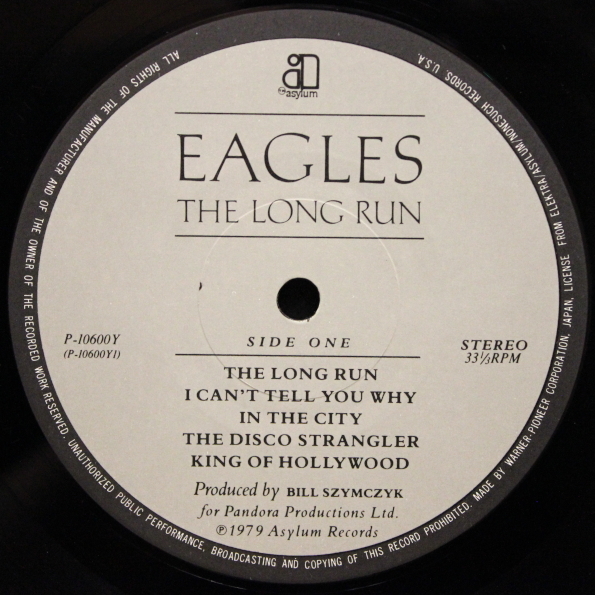 asylum
EAGLES
THE LONG RUN
P-10600Y
(P-10600Y1)
SIDE ONE
STEREO
33⅓RPM
THE LONG RUN
I CAN'T TELL YOU WHY
IN THE CITY
THE DISCO STRANGLER
KING OF HOLLYWOOD
Produced by BILL SZYMCZYK
for Pandora Productions Ltd.
℗1979 Asylum Records
ALL RIGHTS OF THE MANUFACTURER AND OF THE OWNER OF THE RECORDED WORK RESERVED. UNAUTHORIZED PUBLIC PERFORMANCE, BROADCASTING AND COPYING OF THIS RECORD PROHIBITED. MADE BY WARNER-PIONEER CORPORATION, JAPAN, LICENSE FROM ELEKTRA/ASYLUM/NONESUCH RECORDS, U.S.A.